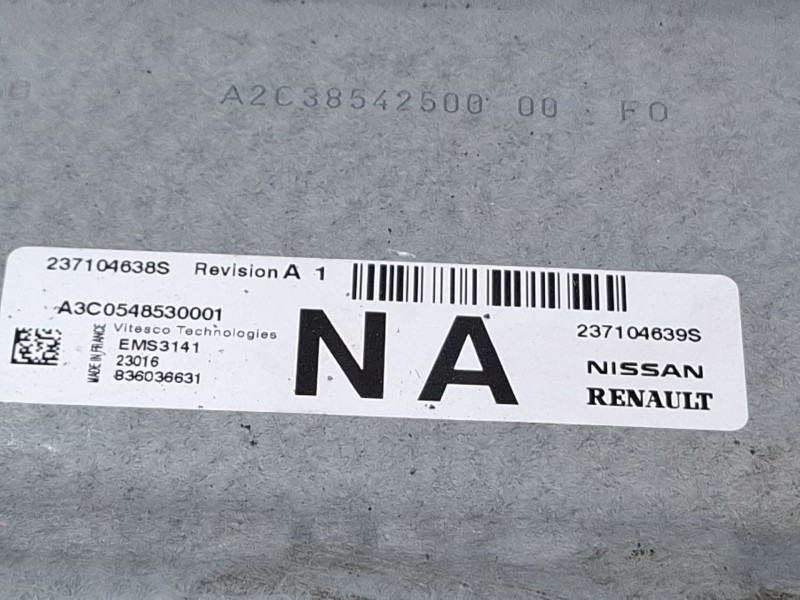 A2C38542500 00 F0
237104638S Revision A 1
A3C0548530001
Vitesco Technologies
MADE IN FRANCE
EMS3141
23016
836036631
NA
237104639S
NISSAN
RENAULT